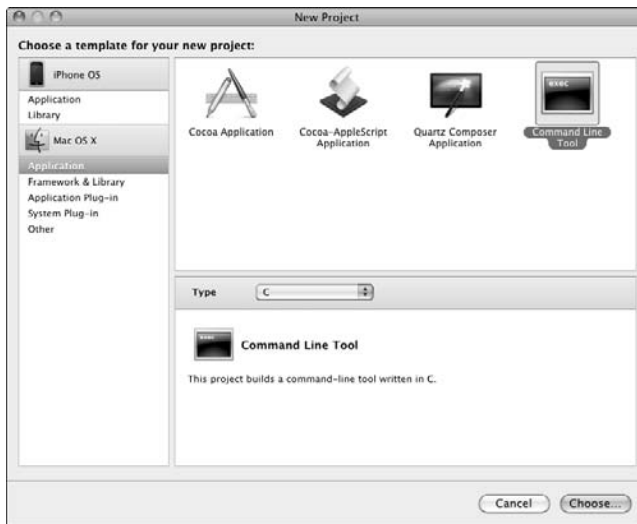 New Project
Choose a template for your new project:
iPhone OS
Application
Library
Mac OS X
Application
Framework & Library
Application Plug-in
System Plug-in
Other
Cocoa Application
Cocoa-AppleScript
Application
Quartz Composer
Application
exec
Command Line
Tool
Type
C
exec
Command Line Tool
This project builds a command-line tool written in C.
Cancel
Choose...